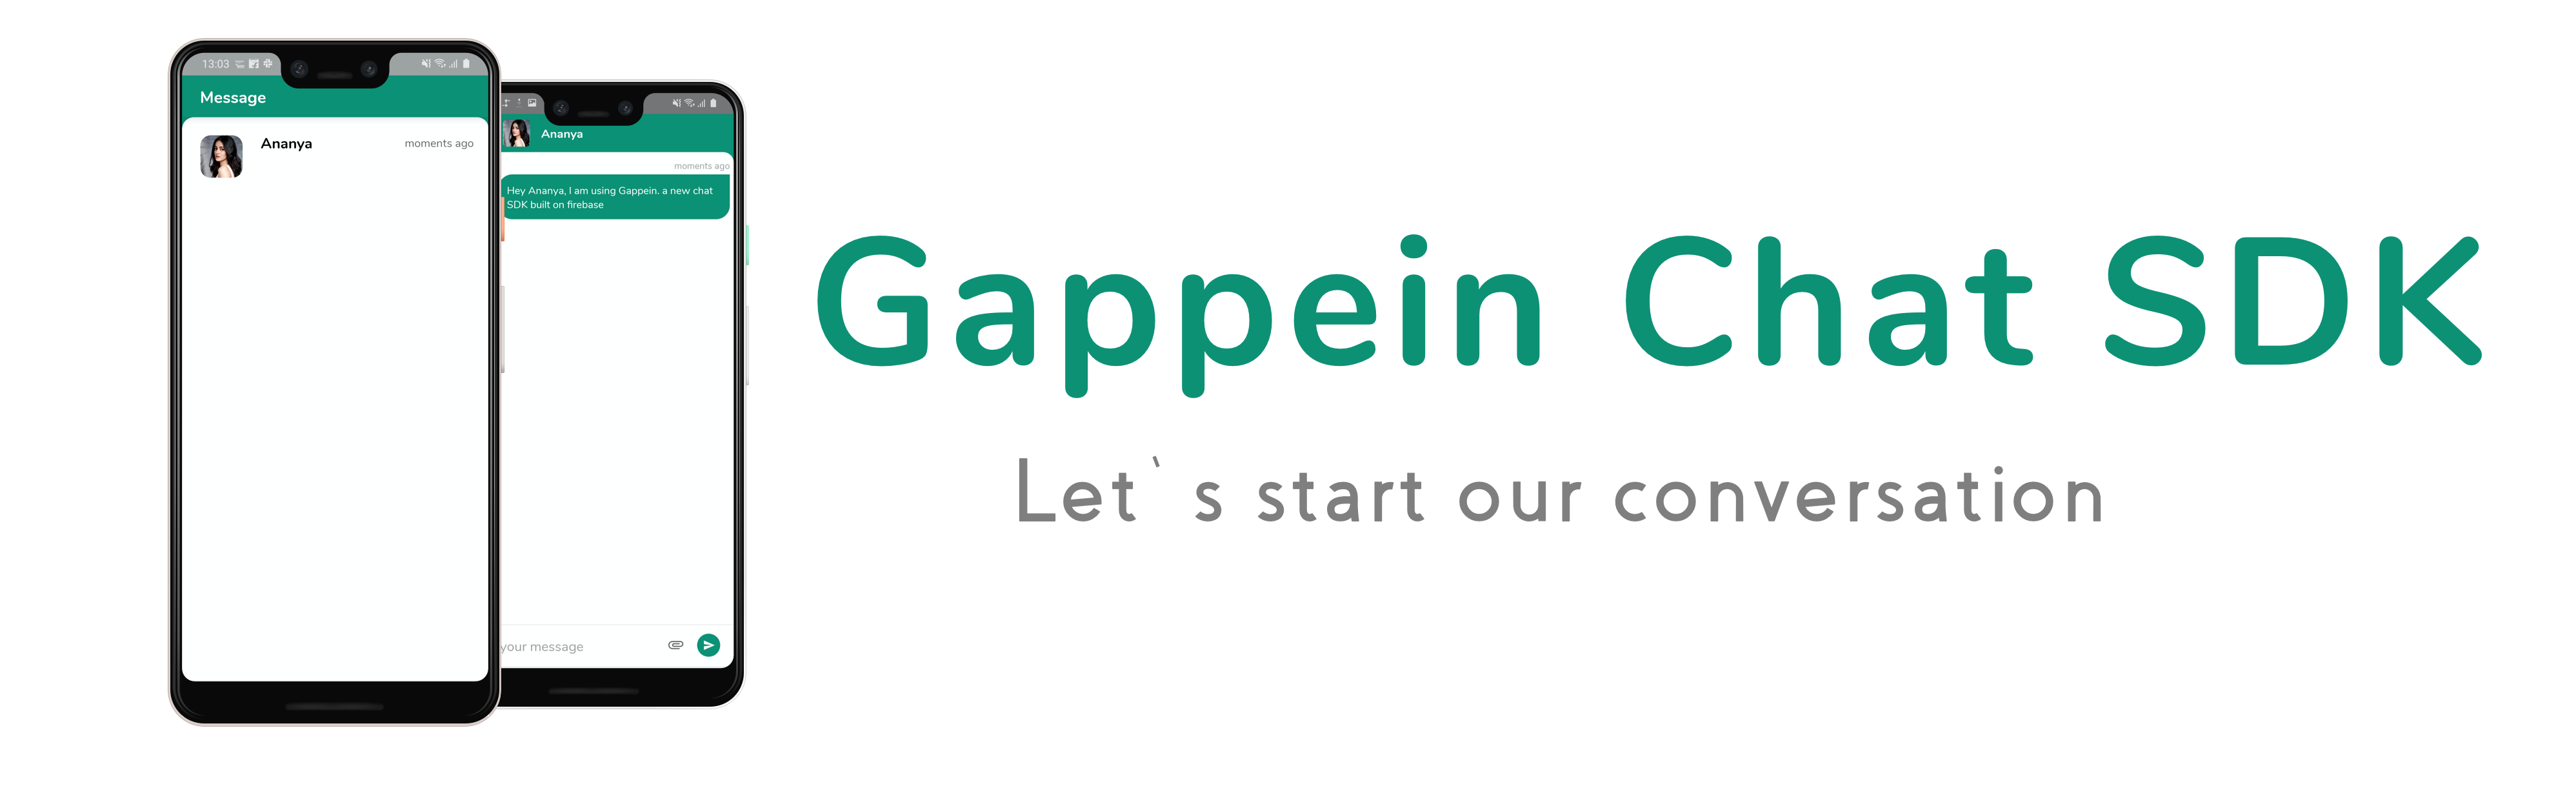 13:03
Message
Ananya
moments ago
Ananya
moments ago
Hey Ananya, I am using Gappein. a new chat
SDK built on firebase
your message
Gappein Chat SDK
Let`s start our conversation